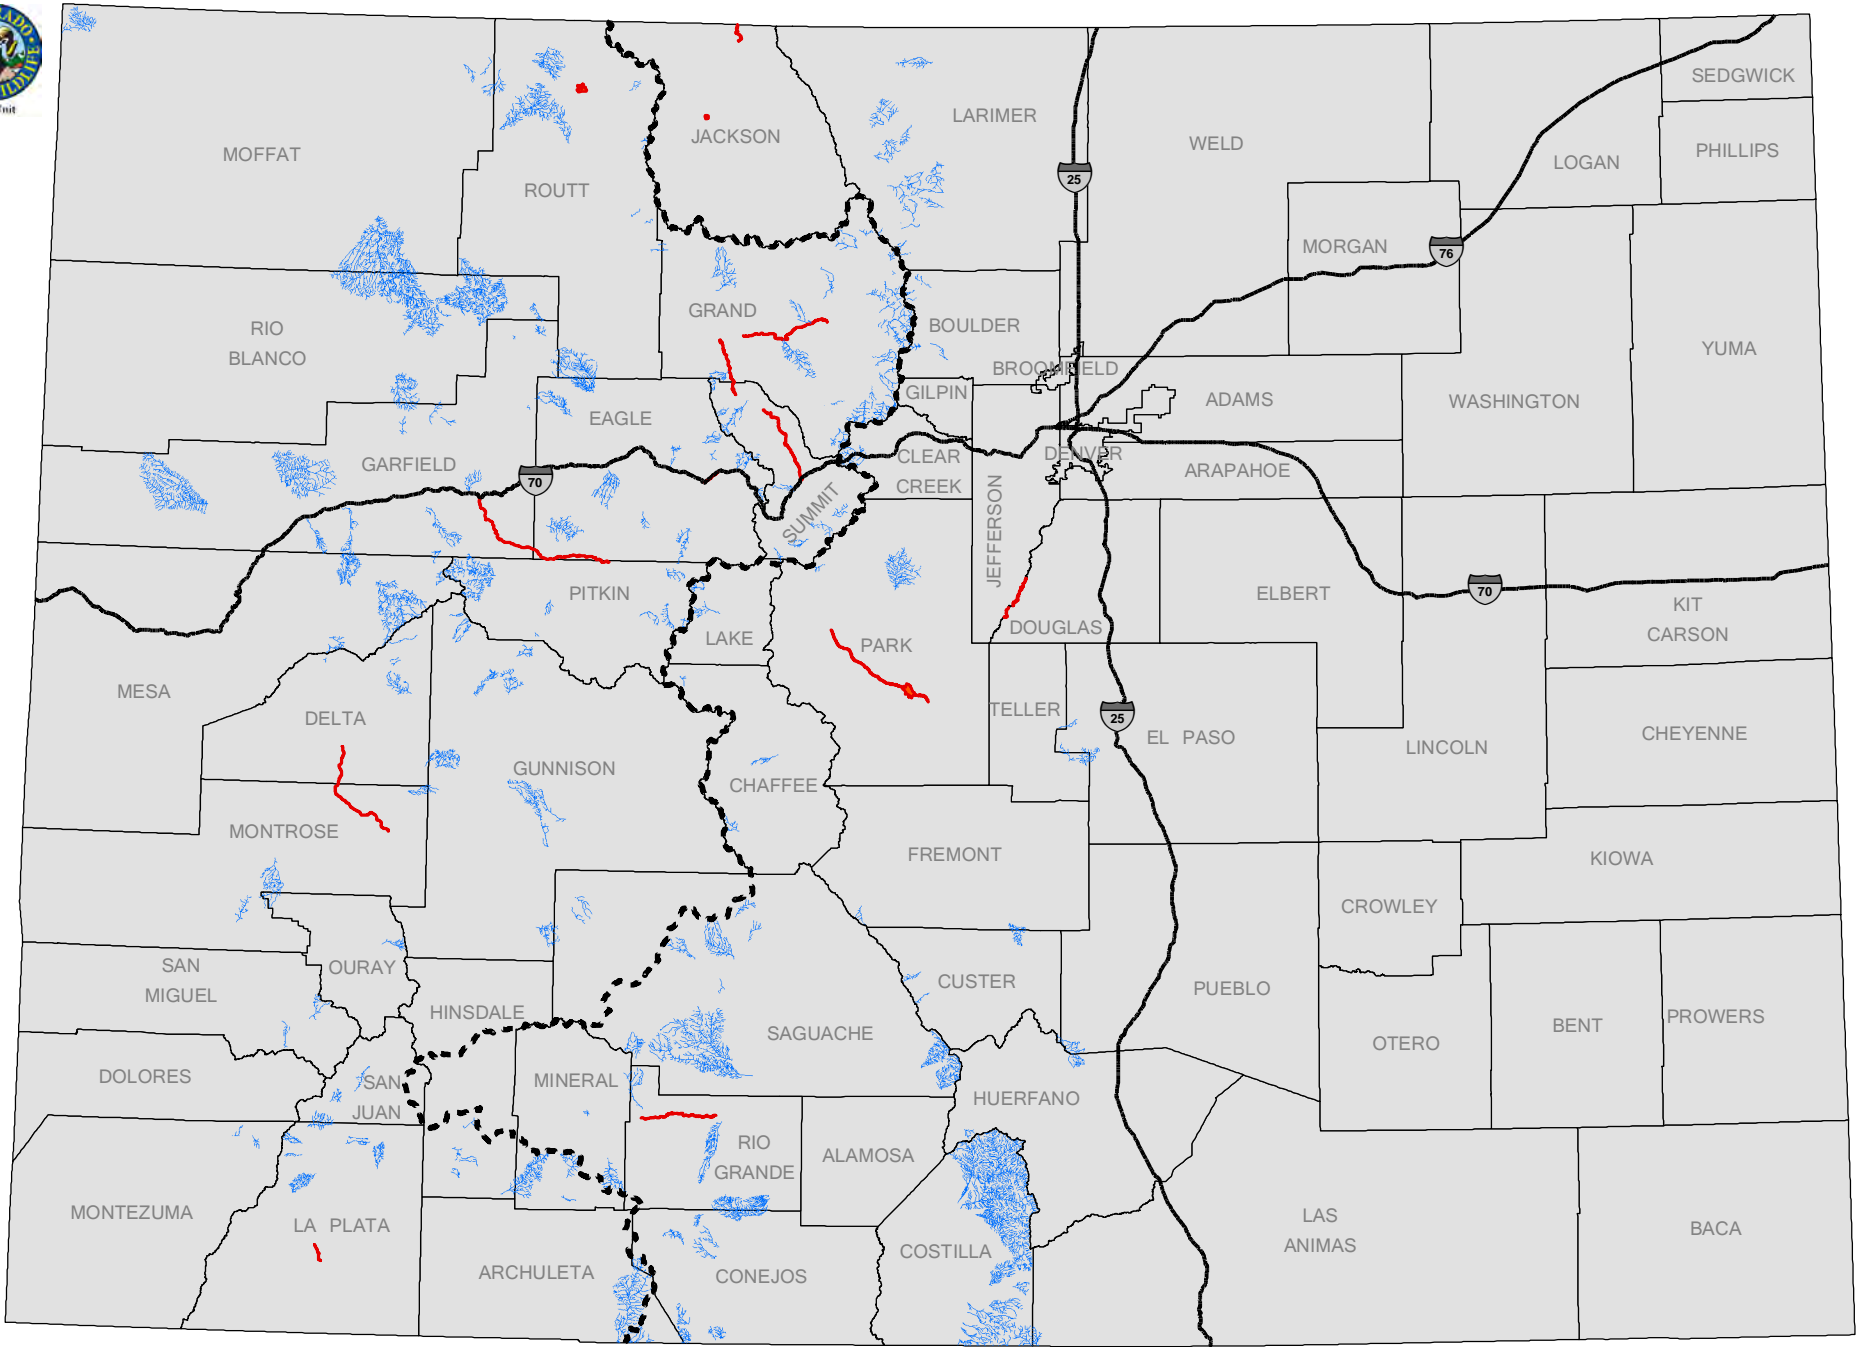 SEDGWICK
LARIMER
JACKSON
WELD
LOGAN
PHILLIPS
MOFFAT
25
ROUTT
MORGAN
76
GRAND
BOULDER
RIO
BLANCO
YUMA
BROOMFIELD
GILPIN
ADAMS
WASHINGTON
EAGLE
CLEAR
CREEK
DENVER
GARFIELD
ARAPAHOE
70
SUMMIT
JEFFERSON
PITKIN
ELBERT
70
KIT
CARSON
LAKE
PARK
DOUGLAS
MESA
DELTA
TELLER
25
EL PASO
LINCOLN
CHEYENNE
GUNNISON
CHAFFEE
MONTROSE
FREMONT
KIOWA
CROWLEY
SAN
MIGUEL
OURAY
CUSTER
PUEBLO
HINSDALE
SAGUACHE
BENT
PROWERS
OTERO
DOLORES
SAN
JUAN
MINERAL
HUERFANO
RIO
GRANDE
ALAMOSA
MONTEZUMA
LA PLATA
LAS
ANIMAS
BACA
COSTILLA
ARCHULETA
CONEJOS